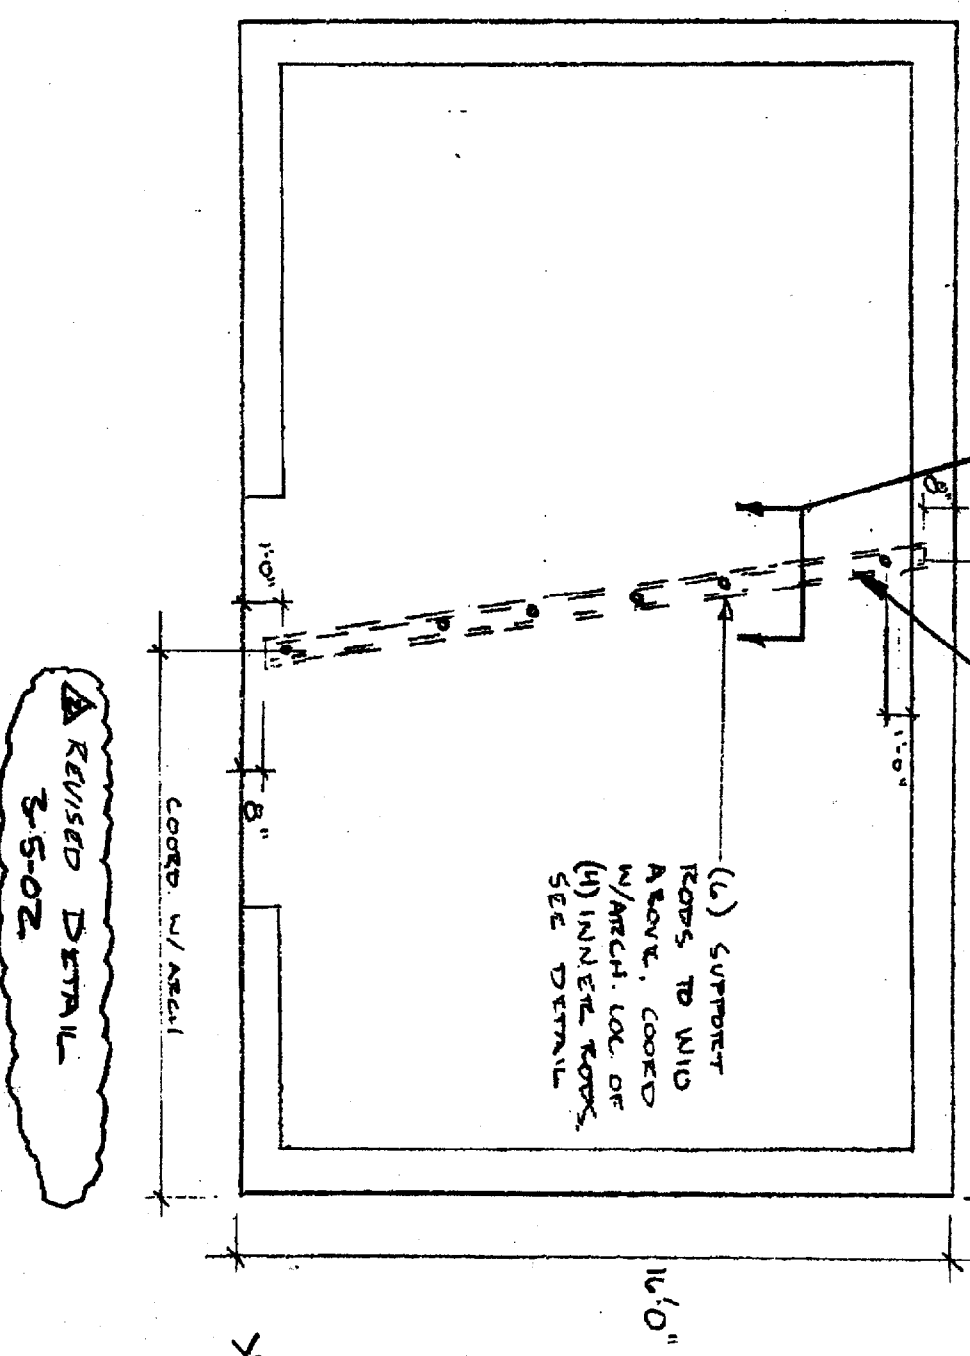 8"
1'-0"
1'-0"
8"
(6) SUPPORT
RODS TO W10
ABOVE, COORD
W/ARCH. LOC. OF
(4) INNER RODS.
SEE DETAIL
COORD. W/ ARCH
16'0"
2 REVISED DETAIL
3-5-02